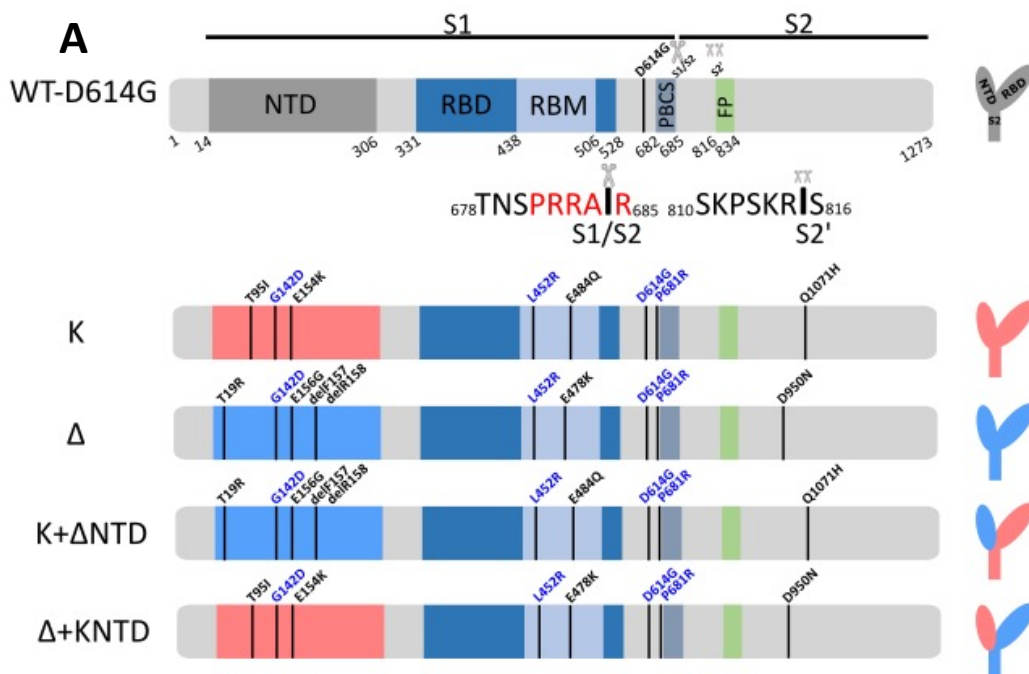 A
S1 S2
WT-D614G
D614G S1/S2 S2'
NTD RBD RBM PBCS FP
NTD RBD S2
1 14 306 331 438 506 528 682 685 816 834 1273
678TNSPRRAIR685 810SKPSKRIS816
S1/S2 S2'
T95I G142D E154K L452R E484Q D614G P681R Q1071H
K
T19R G142D E156G delF157 delR158 L452R E478K D614G P681R D950N
Δ
T19R G142D E156G delF157 delR158 L452R E484Q D614G P681R Q1071H
K+ΔNTD
T95I G142D E154K L452R E478K D614G P681R D950N
Δ+KNTD